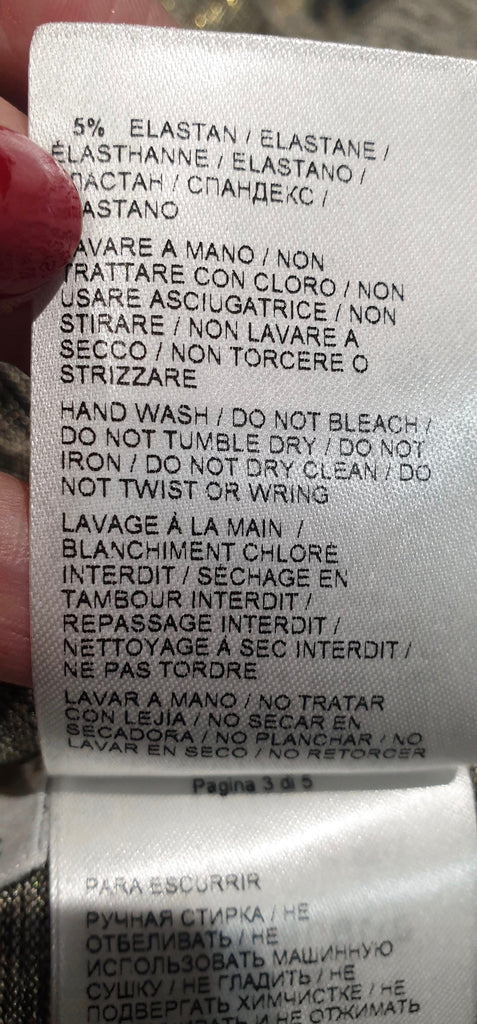 5% ELASTAN / ELASTANE /
ÉLASTHANNE / ELASTANO /
ЛАСТАН / СПАНДЕКС /
ASTANO
AVARE A MANO / NON
TRATTARE CON CLORO / NON
USARE ASCIUGATRICE / NON
STIRARE / NON LAVARE A
SECCO / NON TORCERE O
STRIZZARE
HAND WASH / DO NOT BLEACH /
DO NOT TUMBLE DRY / DO NOT
IRON / DO NOT DRY CLEAN / DO
NOT TWIST OR WRING
LAVAGE À LA MAIN /
BLANCHIMENT CHLORÉ
INTERDIT / SÉCHAGE EN
TAMBOUR INTERDIT /
REPASSAGE INTERDIT /
NETTOYAGE À SEC INTERDIT /
NE PAS TORDRE
LAVAR A MANO / NO TRATAR
CON LEJÍA / NO SECAR EN
SECADORA / NO PLANCHAR / NO
LAVAR EN SECO / NO RETORCER
Pagina 3 di 5
PARA ESCURRIR
РУЧНАЯ СТИРКА / НЕ
ОТБЕЛИВАТЬ / НЕ
ИСПОЛЬЗОВАТЬ МАШИННУЮ
СУШКУ / НЕ ГЛАДИТЬ / НЕ
ПОДВЕРГАТЬ ХИМЧИСТКЕ / НЕ
И НЕ ОТЖИМАТЬ